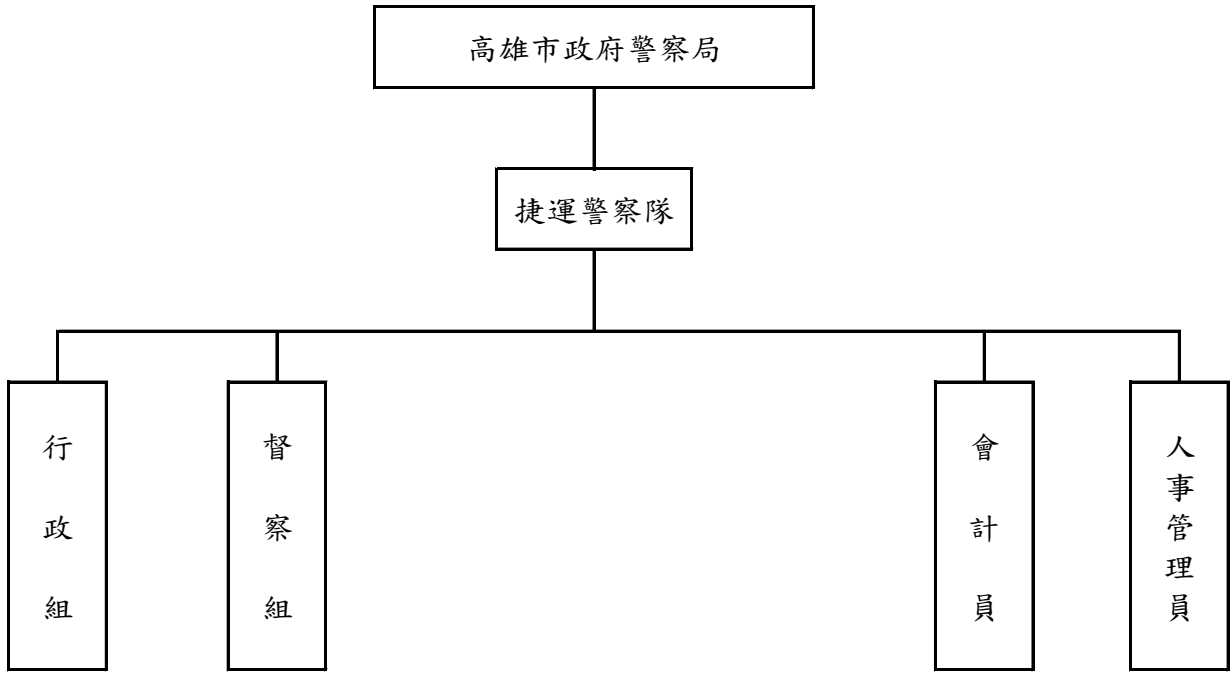 高雄市政府警察局
捷運警察隊
行政組
督察組
會計員
人事管理員